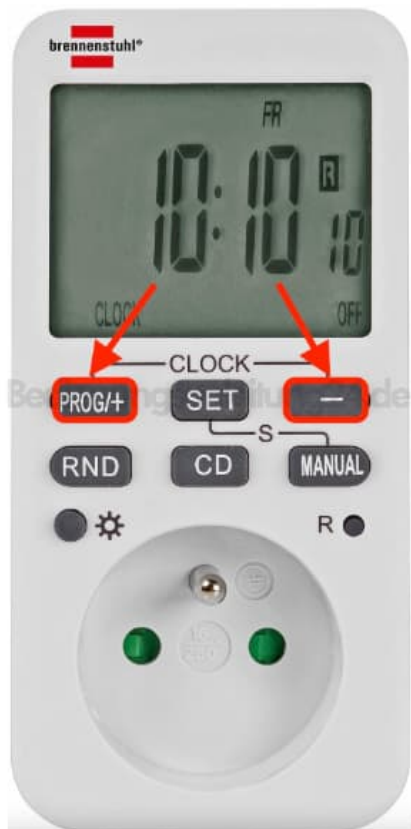 brennenstuhl®
FR
10:10 R 10
CLOCK OFF
CLOCK
PROG/+ SET −
S
RND CD MANUAL
R